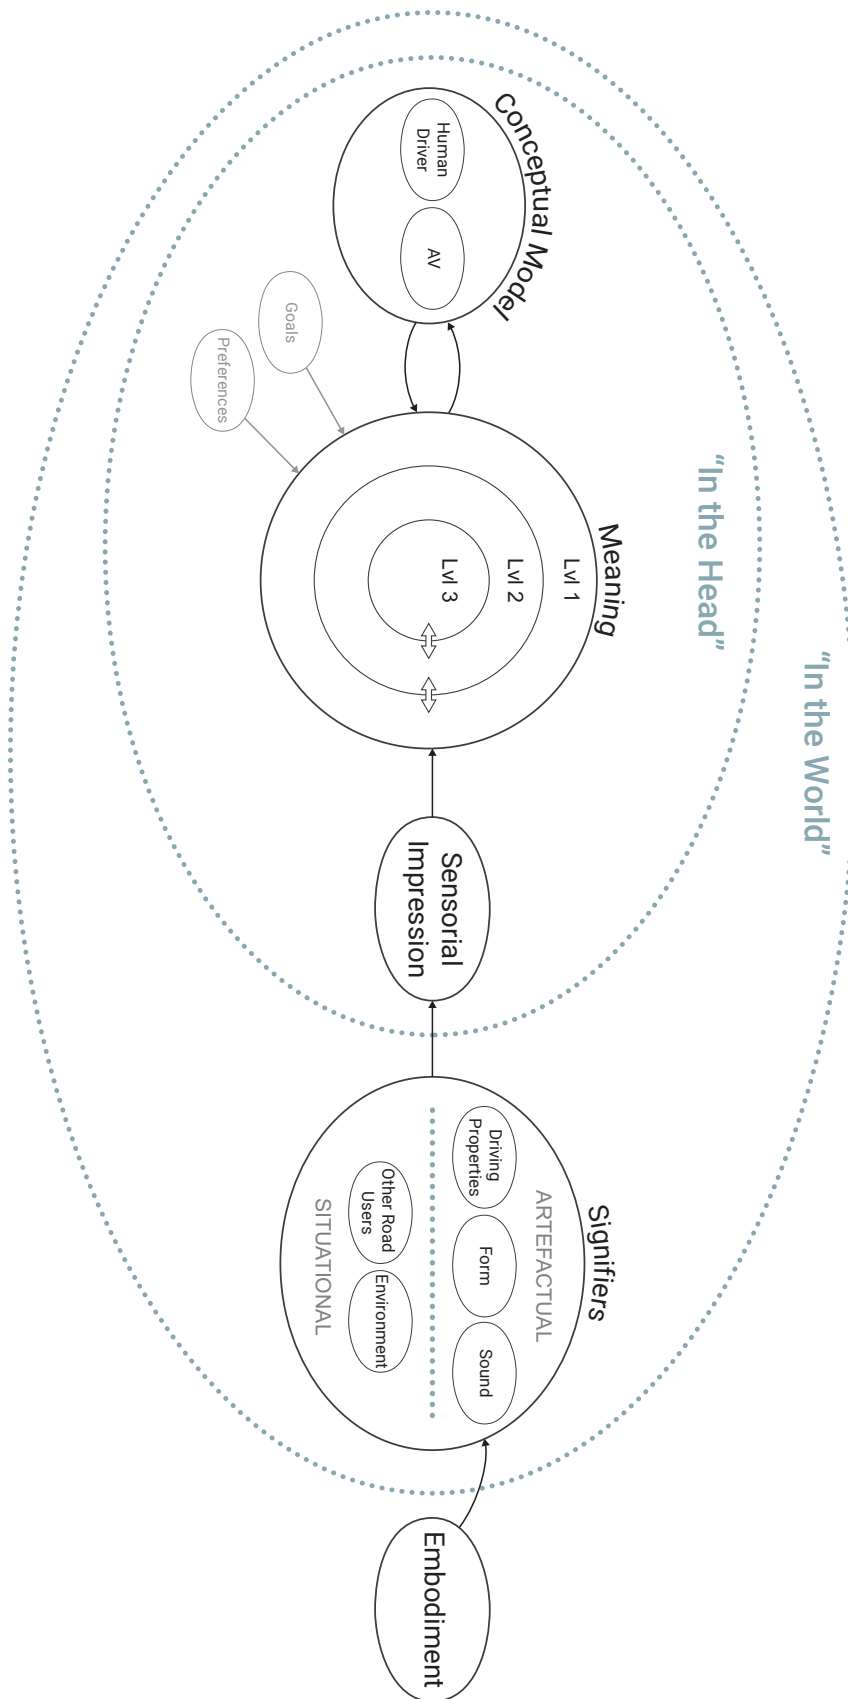 “In the World”
“In the Head”
Conceptual Model
Human
Driver
AV
Goals
Preferences
Meaning
Lvl 1
Lvl 2
Lvl 3
Sensorial
Impression
Signifiers
ARTEFACTUAL
Driving
Properties
Form
Sound
Other Road
Users
Environment
SITUATIONAL
Embodiment